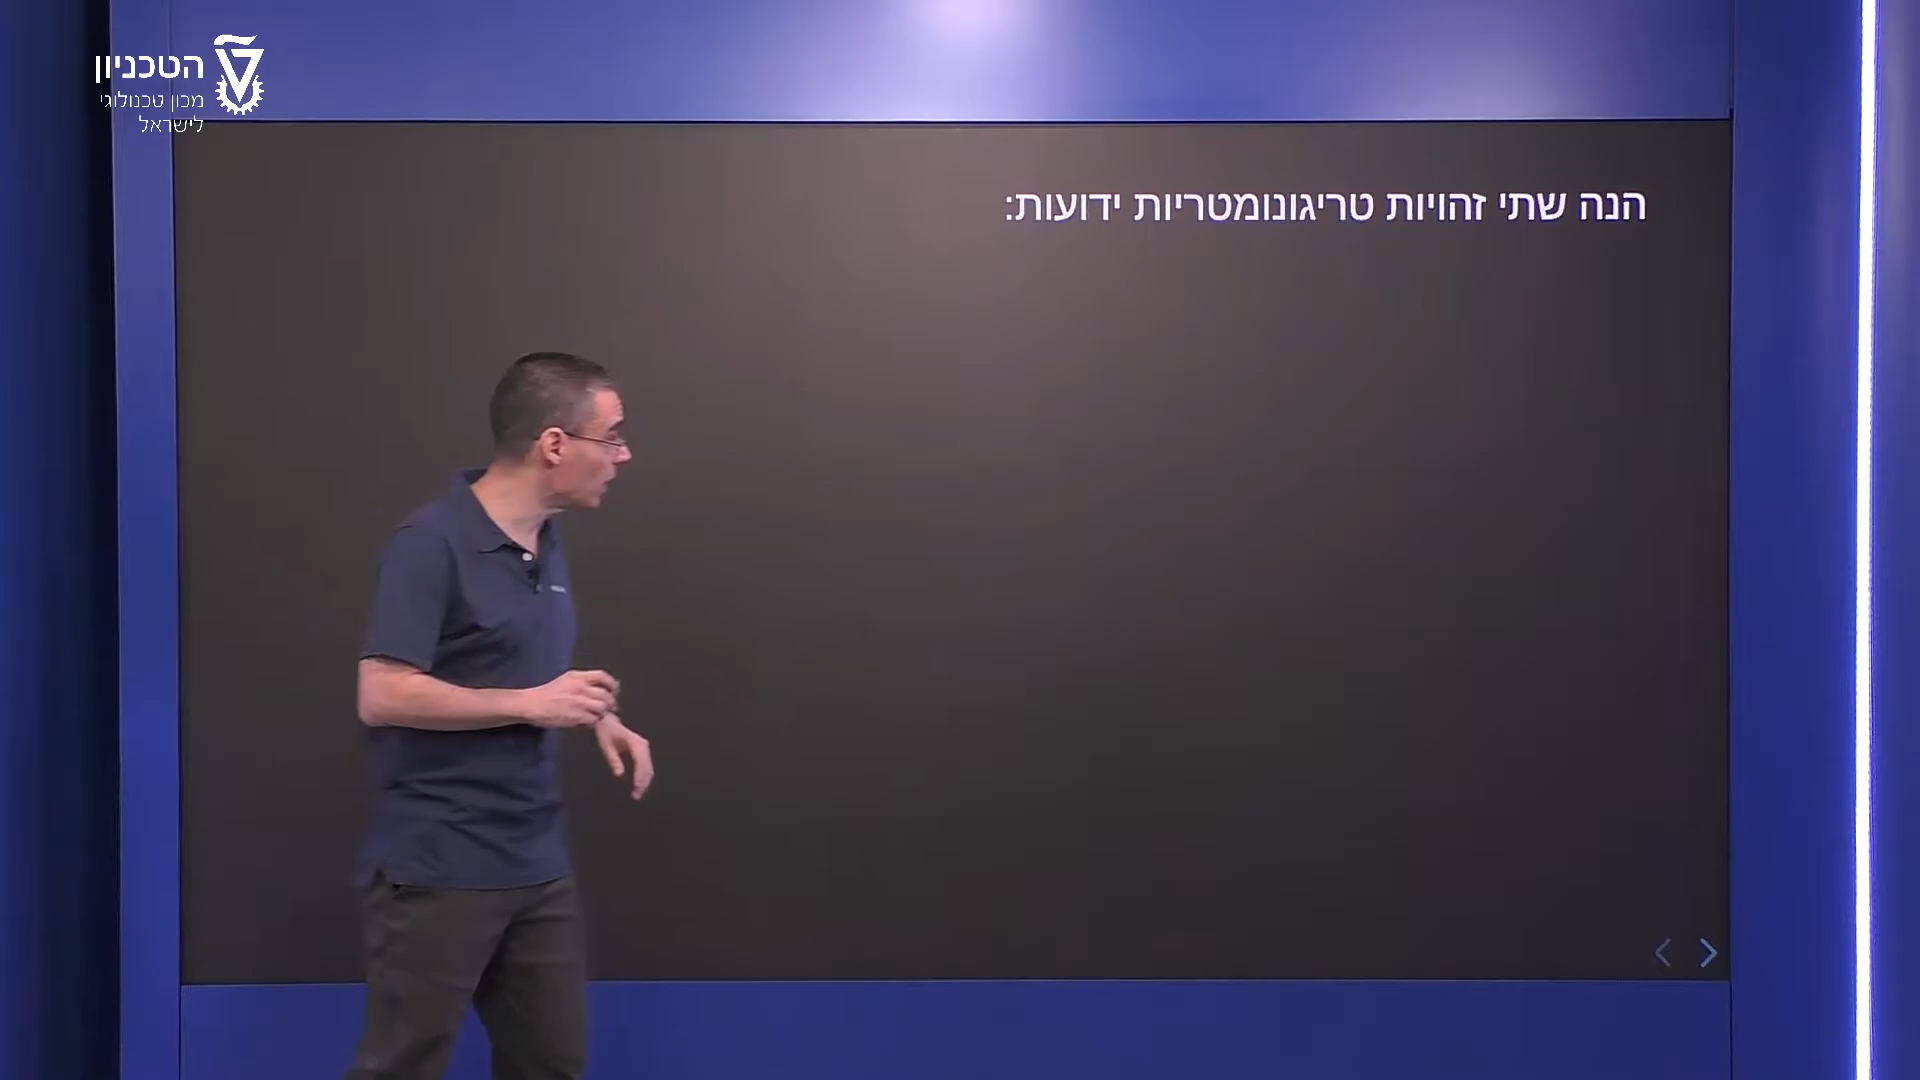 הטכניון
מכון טכנולוגי
לישראל
הנה שתי זהויות טריגונומטריות ידועות: